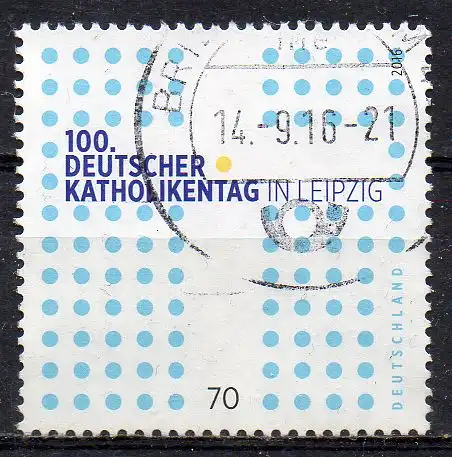 2016
14.-9.16-21
100.
DEUTSCHER
KATHOLIKENTAG IN LEIPZIG
DEUTSCHLAND
70